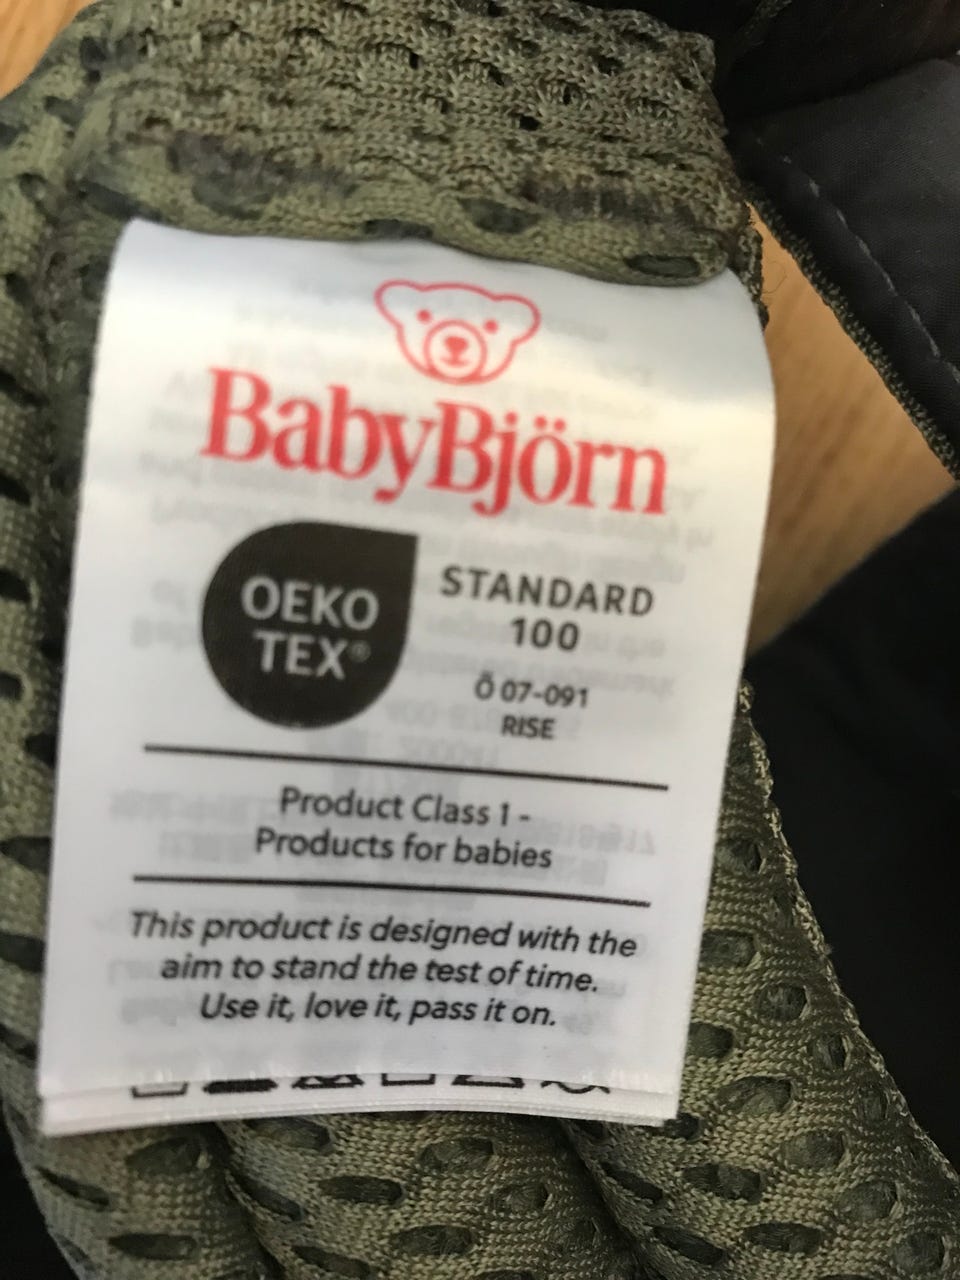 BabyBjörn
OEKO
TEX®
STANDARD
100
Ö 07-091
RISE
Product Class 1 -
Products for babies
This product is designed with the
aim to stand the test of time.
Use it, love it, pass it on.